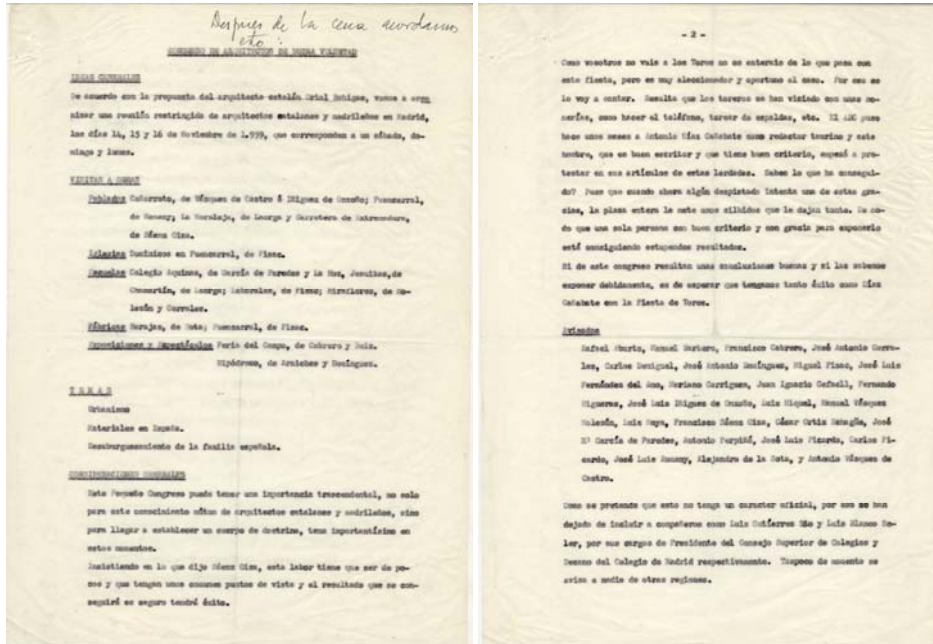 Despues de la cena acordamos
esto:
CONGRESO DE ARQUITECTOS DE BUENA VOLUNTAD
IDEAS GENERALES
De acuerdo con la propuesta del arquitecto catalán Oriol Bohigas, vamos a orga
nizar una reunión restringida de arquitectos catalanes y madrileños en Madrid,
los días 14, 15 y 16 de Noviembre de 1.959, que corresponden a un sábado, do-
mingo y lunes.
VISITAS A OBRAS
Poblados Cañorroto, de Vázquez de Castro é Iñiguez de Onzoño; Fuencarral,
de Romany; La Moraleja, de Laorga y Carretera de Extremadura,
de Sáenz Oiza.
Iglesias Dominicos en Fuencarral, de Fisac.
Escuelas Colegio Aquinas, de García de Paredes y La Hoz, Jesuitas, de
Chamartín, de Laorga; Laborales, de Fisac; Miraflores, de Mo-
lezún y Corrales.
Fábricas Barajas, de Sota; Fuencarral, de Fisac.
Exposiciones y Espectáculos Feria del Campo, de Cabrero y Ruiz.
Hipódromo, de Arniches y Domínguez.
TEMAS
Urbanismo
Materiales en España.
Desaburguesamiento de la familia española.
CONSIDERACIONES GENERALES
Este Pequeño Congreso puede tener una importancia trascendental, no solo
para este conocimiento mútuo de arquitectos catalanes y madrileños, sino
para llegar a establecer un cuerpo de doctrina, tema importantísimo en
estos momentos.
Insistiendo en lo que dijo Sáenz Oiza, esta labor tiene que ser de po-
cos y que tengan unos comunes puntos de vista y el resultado que se con-
seguirá es seguro tendrá éxito.
- 2 -
Como vosotros no vais a los Toros no os enterais de lo que pasa con
esta fiesta, pero es muy aleccionador y oportuno al caso. Por eso os
lo voy a contar. Resulta que los toreros se han viciado con unas to-
nerías, como hacer el teléfono, torear de espaldas, etc. El ABC puso
hace unos meses a Antonio Díaz Cañabate como redactor taurino y este
hombre, que es buen escritor y que tiene buen criterio, empezó a pro-
testar en sus artículos de estas bordadas. Sabeis lo que ha consegui-
do? Pues que cuando ahora algún despistado intenta una de estas gra-
cias, la plaza entera le mete unos silbidos que le dejan tonto. De mo-
do que una sola persona con buen criterio y con gracia para exponerlo
está consiguiendo estupendos resultados.
Si de este congreso resultan unas conclusiones buenas y si las sabemos
exponer debidamente, es de esperar que tengamos tanto éxito como Díaz
Cañabate con la Fiesta de Toros.
Avisados
Rafael Aburto, Manuel Barbero, Francisco Cabrero, José Antonio Corra-
les, Carlos Demiguel, José Antonio Domínguez, Miguel Fisac, José Luis
Fernández del Amo, Mariano Garrigues, Juan Ignacio Gefaell, Fernando
Higueras, José Luis Iñiguez de Onzoño, Luis Miquel, Manuel Vázquez
Molezún, Luis Moya, Francisco Sáenz Oiza, César Ortiz Echagüe, José
Mª García de Paredes, Antonio Perpiñá, José Luis Picardo, Carlos Pi-
cardo, José Luis Romany, Alejandro de la Sota, y Antonio Vázquez de
Castro.
Como se pretende que esto no tenga un caracter oficial, por eso se han
dejado de incluir a compañeros como Luis Gutiérrez Soto y Luis Blanco So-
ler, por sus cargos de Presidente del Consejo Superior de Colegios y
Decano del Colegio de Madrid respectivamente. Tampoco de momento se
avisa a nadie de otras regiones.